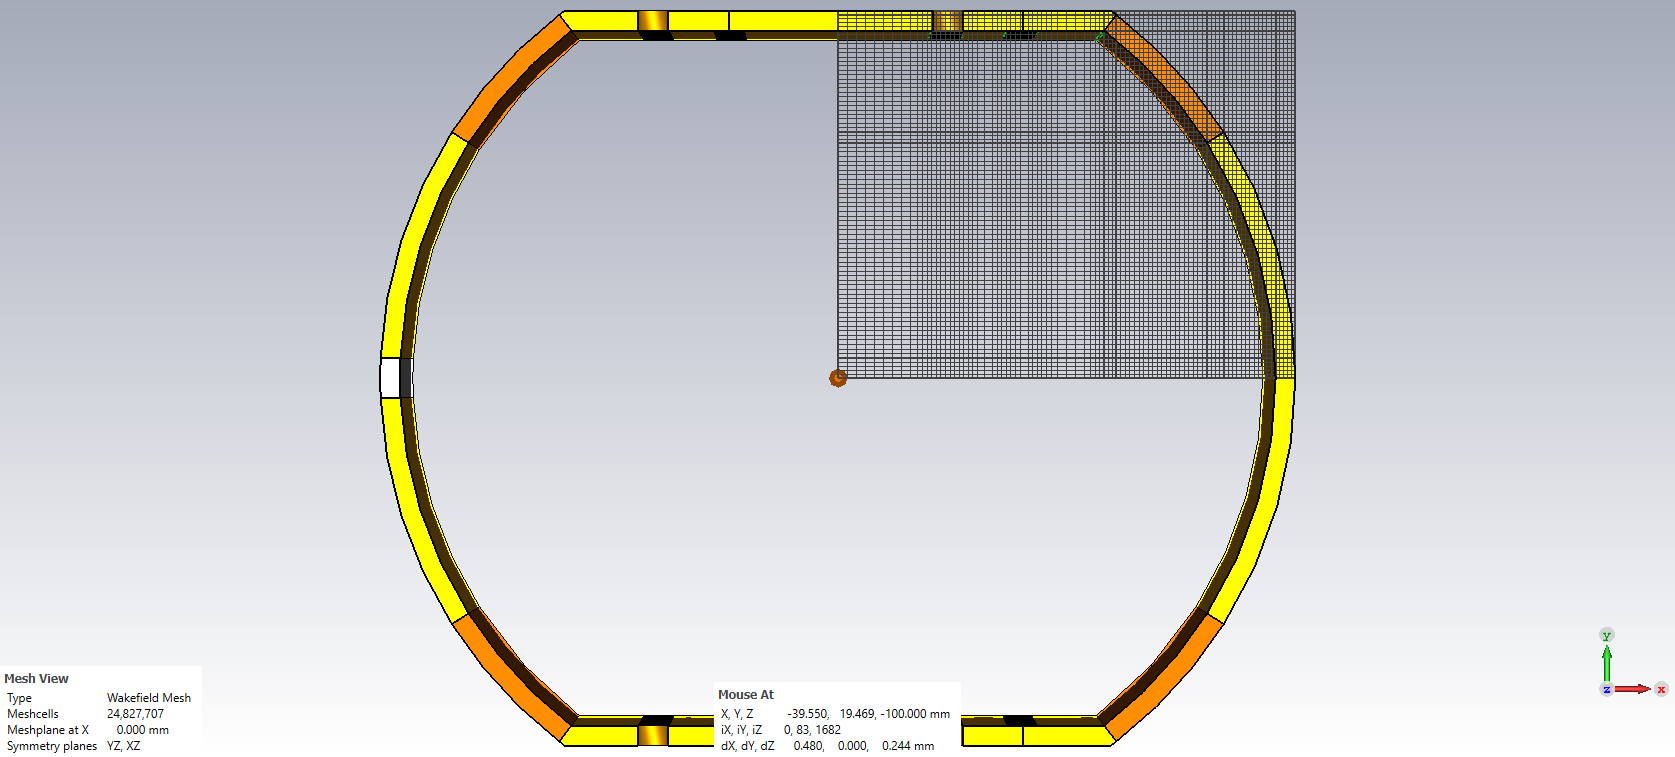 y
z
x
Mesh View
Type Wakefield Mesh
Meshcells 24,827,707
Meshplane at X 0.000 mm
Symmetry planes YZ, XZ
Mouse At
X, Y, Z -39.550, 19.469, -100.000 mm
iX, iY, iZ 0, 83, 1682
dX, dY, dZ 0.480, 0.000, 0.244 mm